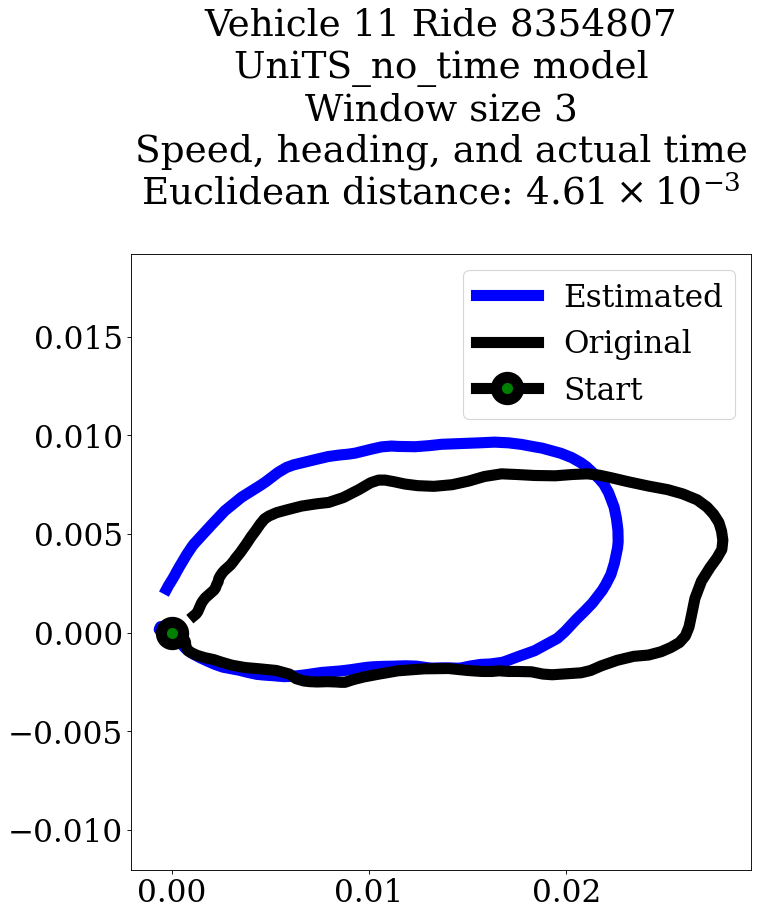 Vehicle 11 Ride 8354807
UniTS_no_time model
Window size 3
Speed, heading, and actual time
Euclidean distance: 4.61 × 10⁻³
Estimated
Original
Start
0.015
0.010
0.005
0.000
−0.005
−0.010
0.00 0.01 0.02